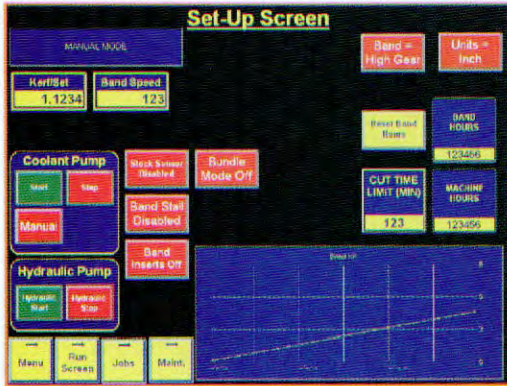 Set-Up Screen
MANUAL MODE
Band =
High Gear
Units =
Inch
Kerf/Set
1.1234
Band Speed
123
Reset Band
Hours
BAND
HOURS
123456
Coolant Pump
Start
Stop
Manual
Stock Sensor
Disabled
Bundle
Mode Off
Band Stall
Disabled
Band
Inserts Off
CUT TIME
LIMIT (MIN)
123
MACHINE
HOURS
123456
Hydraulic Pump
Hydraulic
Start
Hydraulic
Stop
Menu
Run
Screen
Jobs
Maint.